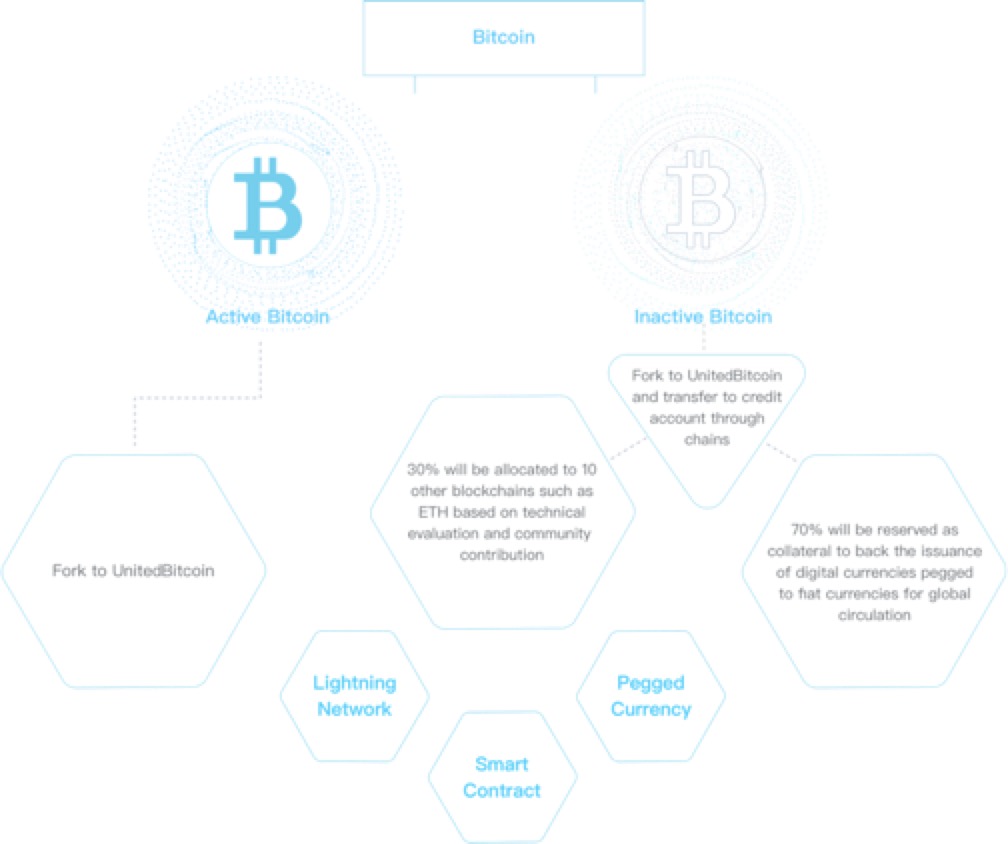 Bitcoin
Active Bitcoin
Inactive Bitcoin
Fork to UnitedBitcoin
and transfer to credit
account through
chains
30% will be allocated to 10
other blockchains such as
ETH based on technical
evaluation and community
contribution
70% will be reserved as
collateral to back the issuance
of digital currencies pegged
to fiat currencies for global
circulation
Fork to UnitedBitcoin
Lightning
Network
Pegged
Currency
Smart
Contract